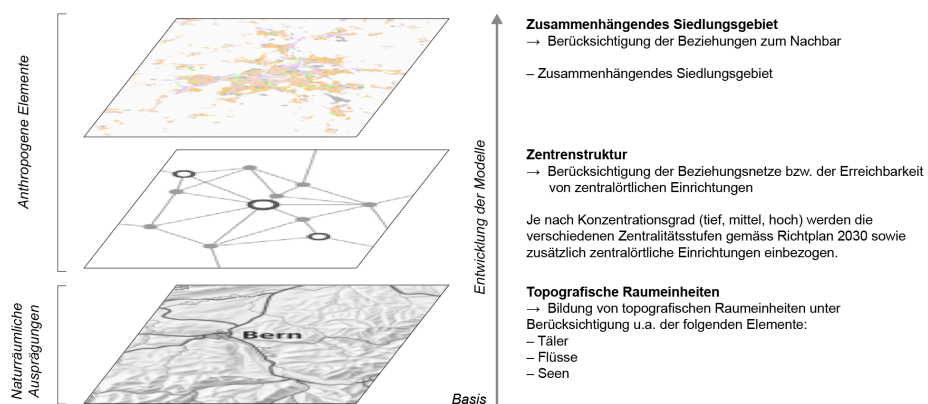 Anthropogene Elemente
Naturräumliche
Ausprägungen
Bern
Entwicklung der Modelle
Basis
Zusammenhängendes Siedlungsgebiet
→ Berücksichtigung der Beziehungen zum Nachbar
– Zusammenhängendes Siedlungsgebiet
Zentrenstruktur
→ Berücksichtigung der Beziehungsnetze bzw. der Erreichbarkeit
von zentralörtlichen Einrichtungen
Je nach Konzentrationsgrad (tief, mittel, hoch) werden die
verschiedenen Zentralitätsstufen gemäss Richtplan 2030 sowie
zusätzlich zentralörtliche Einrichtungen einbezogen.
Topografische Raumeinheiten
→ Bildung von topografischen Raumeinheiten unter
Berücksichtigung u.a. der folgenden Elemente:
– Täler
– Flüsse
– Seen